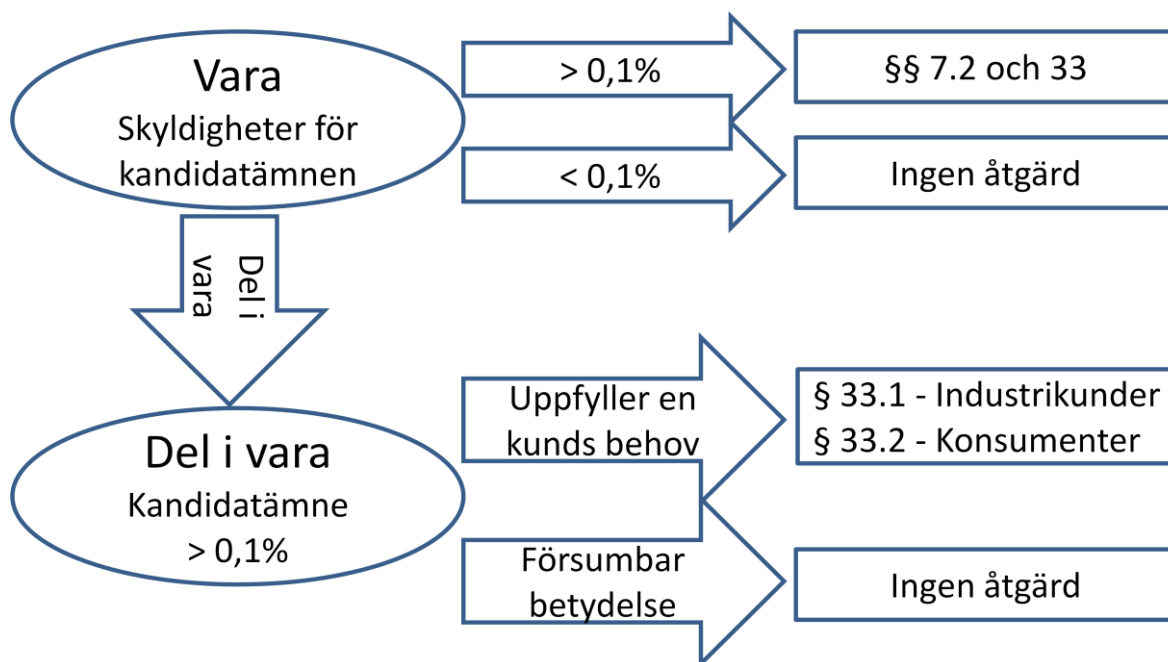 Vara
Skyldigheter för
kandidatämnen
> 0,1%
§§ 7.2 och 33
< 0,1%
Ingen åtgärd
Del i
vara
Del i vara
Kandidatämne
> 0,1%
Uppfyller en
kunds behov
§ 33.1 - Industrikunder
§ 33.2 - Konsumenter
Försumbar
betydelse
Ingen åtgärd